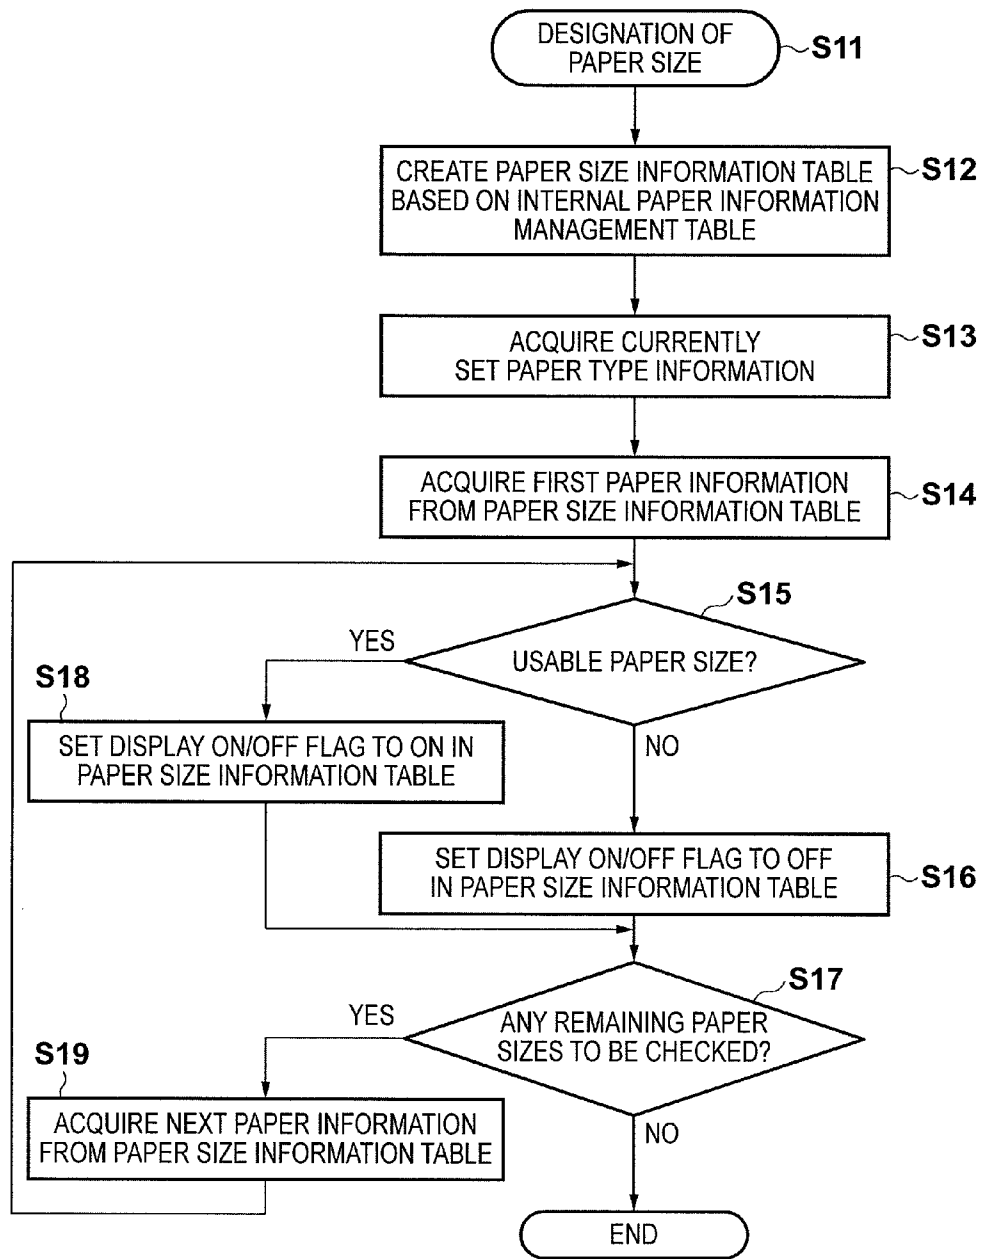 DESIGNATION OF
PAPER SIZE
S11
CREATE PAPER SIZE INFORMATION TABLE
BASED ON INTERNAL PAPER INFORMATION
MANAGEMENT TABLE
S12
ACQUIRE CURRENTLY
SET PAPER TYPE INFORMATION
S13
ACQUIRE FIRST PAPER INFORMATION
FROM PAPER SIZE INFORMATION TABLE
S14
S15
USABLE PAPER SIZE?
YES
NO
S18
SET DISPLAY ON/OFF FLAG TO ON IN
PAPER SIZE INFORMATION TABLE
SET DISPLAY ON/OFF FLAG TO OFF
IN PAPER SIZE INFORMATION TABLE
S16
S17
ANY REMAINING PAPER
SIZES TO BE CHECKED?
YES
NO
S19
ACQUIRE NEXT PAPER INFORMATION
FROM PAPER SIZE INFORMATION TABLE
END